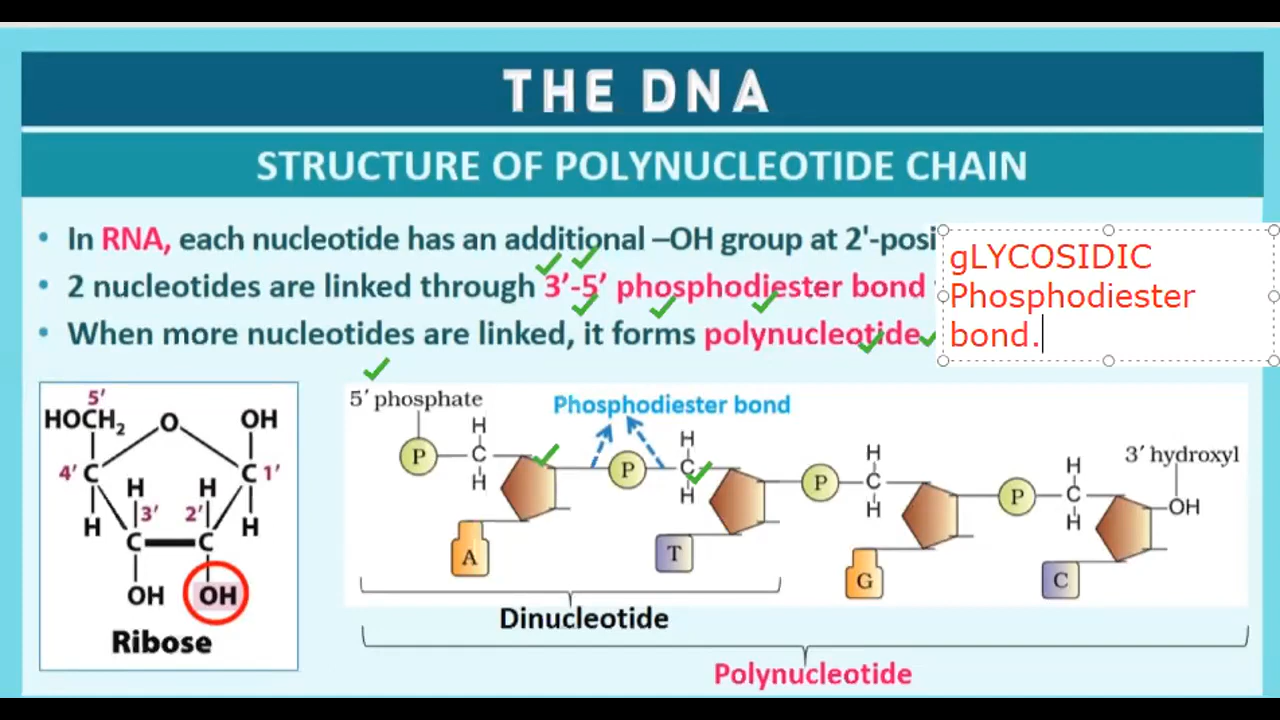 THE DNA
STRUCTURE OF POLYNUCLEOTIDE CHAIN
• In RNA, each nucleotide has an additional –OH group at 2'-posi
• 2 nucleotides are linked through 3’-5’ phosphodiester bond
• When more nucleotides are linked, it forms polynucleotide
gLYCOSIDIC
Phosphodiester
bond.
5'
HOCH2
O
OH
4' C
C 1'
H
H
H
3'
2'
H
C
C
OH
OH
Ribose
5′ phosphate
Phosphodiester bond
3′ hydroxyl
P
H
C
H
P
H
C
H
P
H
C
H
P
H
C
H
OH
A
T
G
C
Dinucleotide
Polynucleotide